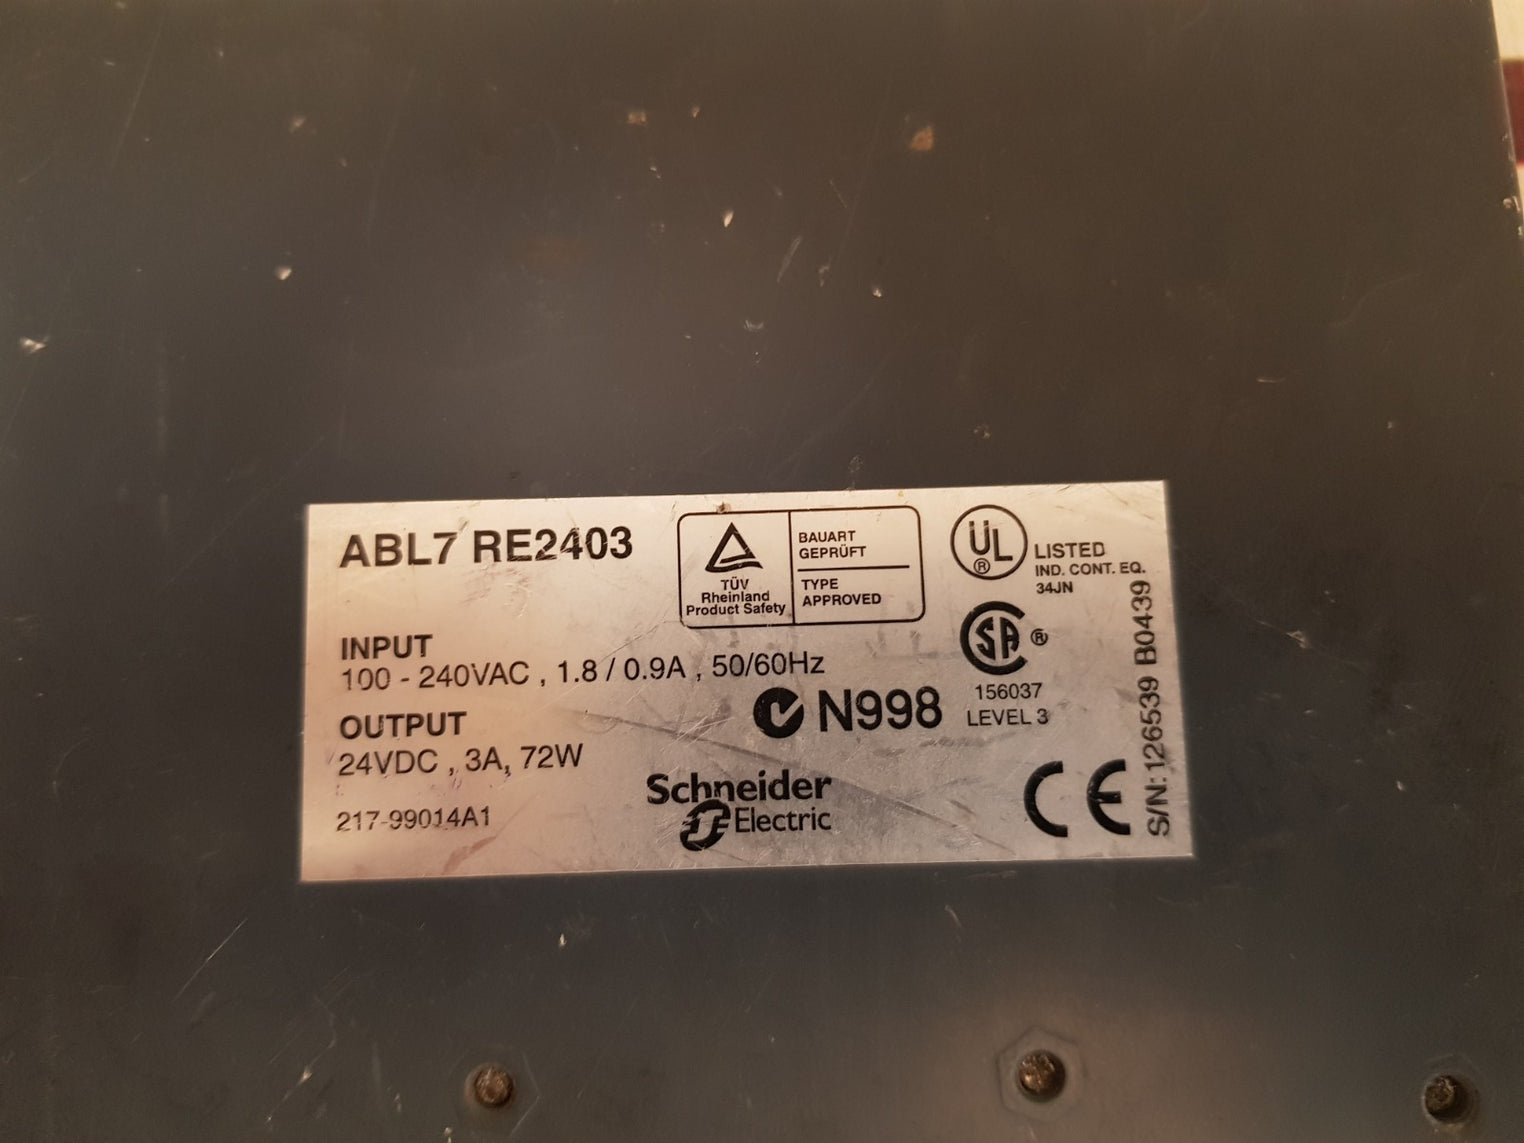 ABL7 RE2403
TÜV
Rheinland
Product Safety
BAUART
GEPRÜFT
TYPE
APPROVED
UL
®
LISTED
IND. CONT. EQ.
34JN
INPUT
100 - 240VAC , 1.8 / 0.9A , 50/60Hz
SA ®
156037
LEVEL 3
N998
OUTPUT
24VDC , 3A, 72W
217-99014A1
Schneider
Electric
CE
S/N: 126539 B0439